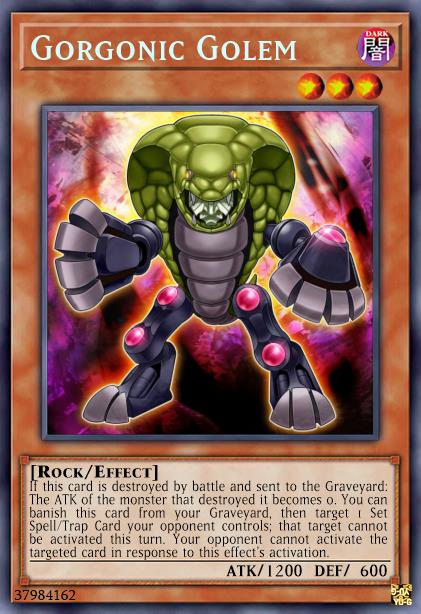 GORGONIC GOLEM
DARK
闇
[ROCK/EFFECT]
If this card is destroyed by battle and sent to the Graveyard:
The ATK of the monster that destroyed it becomes 0. You can
banish this card from your Graveyard, then target 1 Set
Spell/Trap Card your opponent controls; that target cannot
be activated this turn. Your opponent cannot activate the
targeted card in response to this effect's activation.
ATK/1200 DEF/ 600
37984162